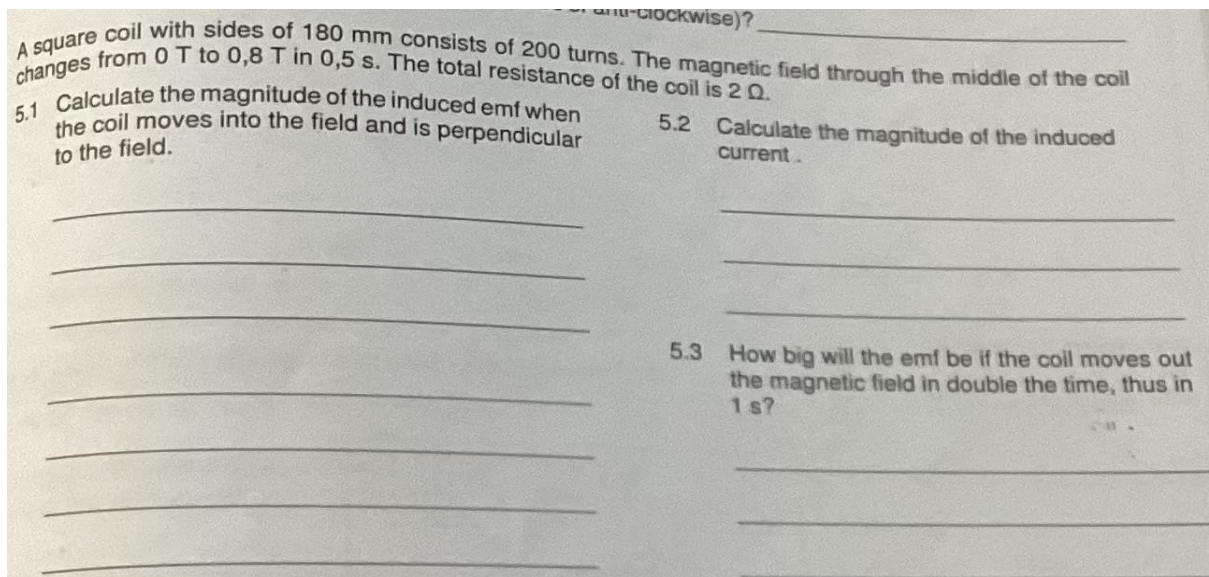 anti-clockwise)?
A square coil with sides of 180 mm consists of 200 turns. The magnetic field through the middle of the coil
changes from 0 T to 0,8 T in 0,5 s. The total resistance of the coil is 2 Ω.
5.1 Calculate the magnitude of the induced emf when
the coil moves into the field and is perpendicular
to the field.
5.2 Calculate the magnitude of the induced
current .
5.3 How big will the emf be if the coil moves out
the magnetic field in double the time, thus in
1 s?